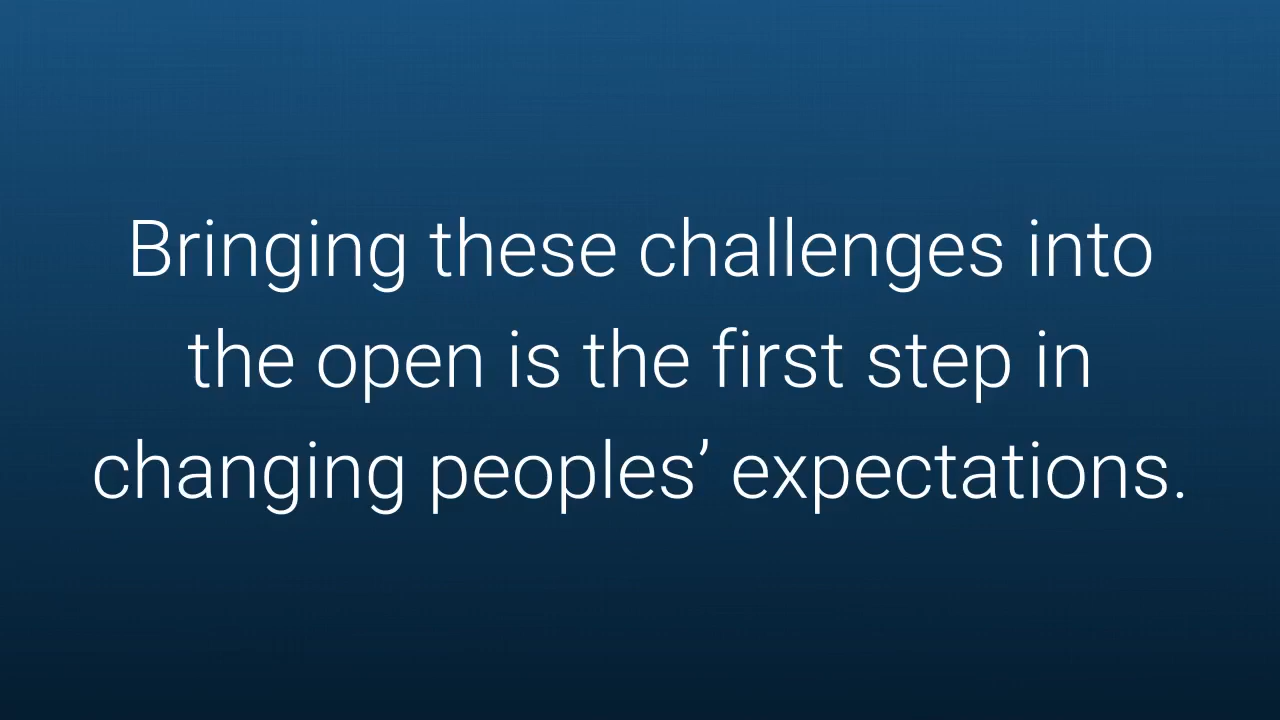 Bringing these challenges into
the open is the first step in
changing peoples’ expectations.